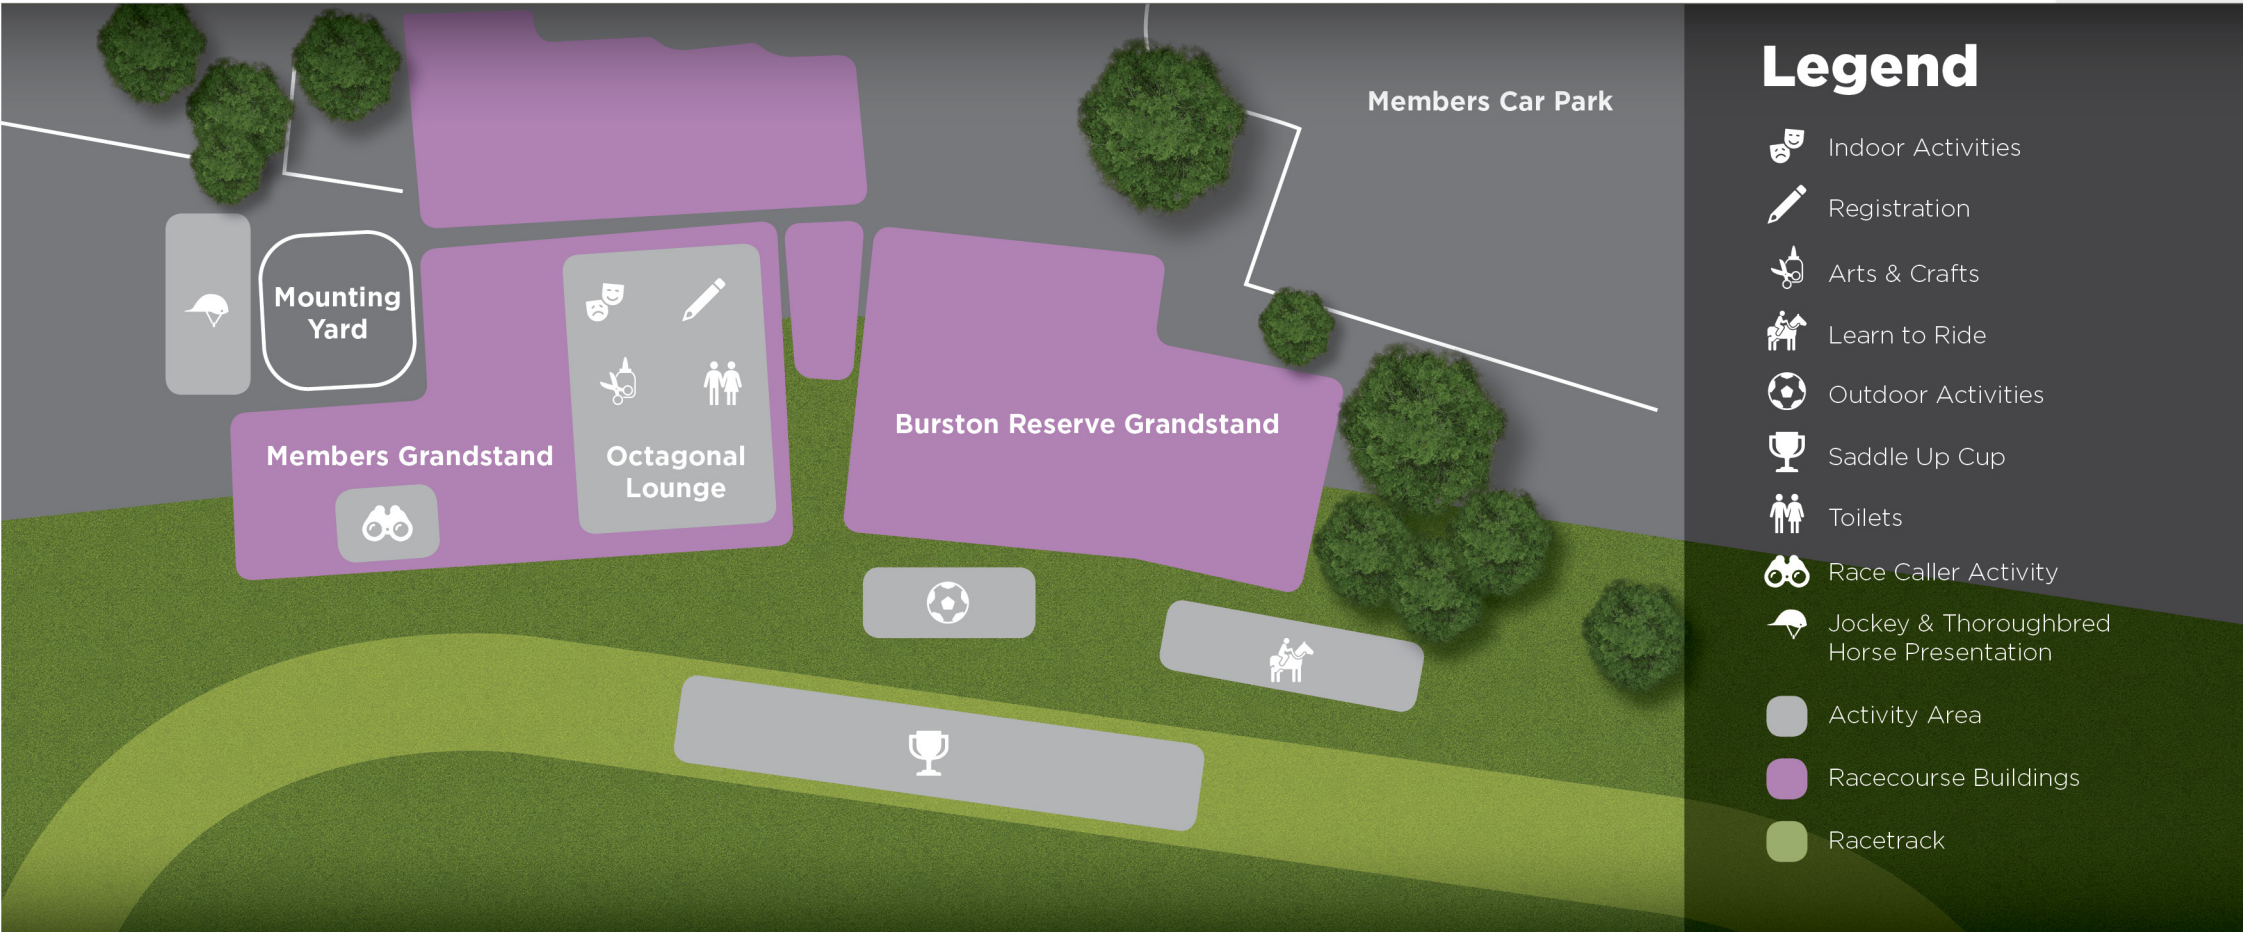 Members Car Park
Mounting
Yard
Members Grandstand
Octagonal
Lounge
Burston Reserve Grandstand
Legend
Indoor Activities
Registration
Arts & Crafts
Learn to Ride
Outdoor Activities
Saddle Up Cup
Toilets
Race Caller Activity
Jockey & Thoroughbred
Horse Presentation
Activity Area
Racecourse Buildings
Racetrack